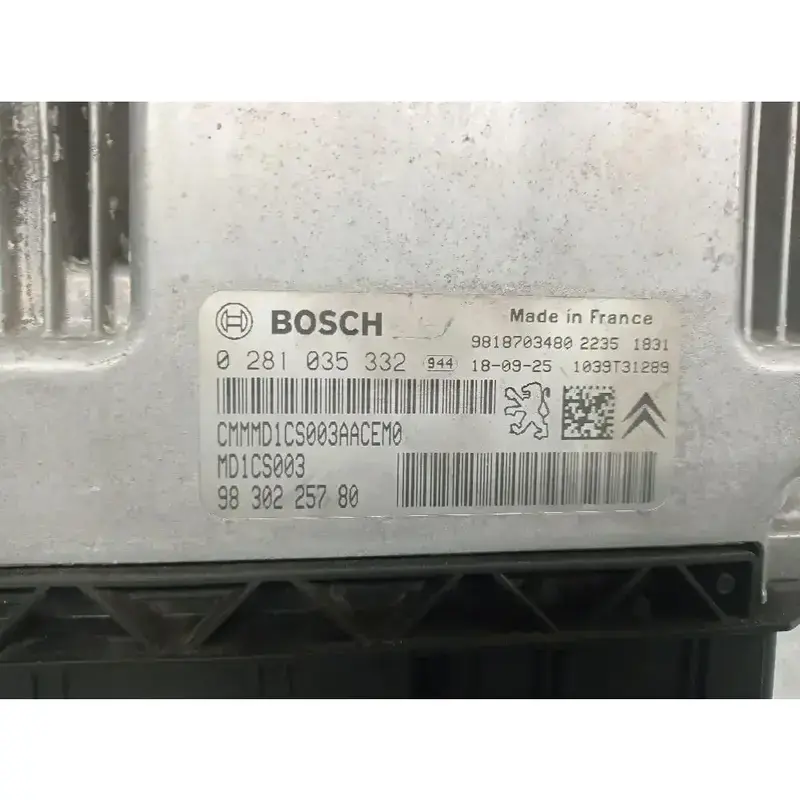 BOSCH
Made in France
9818703480 2235 1831
0 281 035 332 944 18-09-25 1039T31289
CMMMD1CS003AACEM0
MD1CS003
98 302 257 80